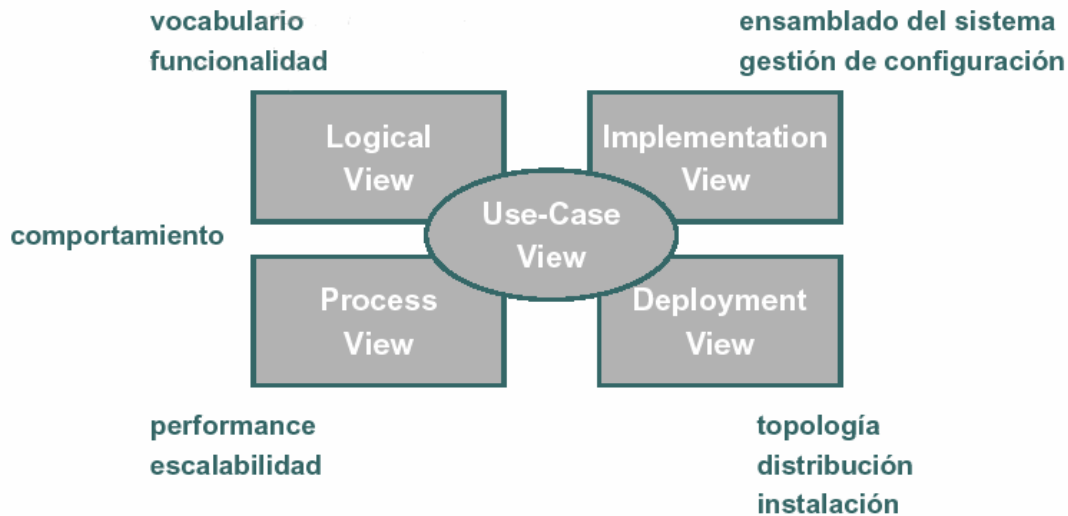 vocabulario
funcionalidad
ensamblado del sistema
gestión de configuración
Logical
View
Implementation
View
Use-Case
View
comportamiento
Process
View
Deployment
View
performance
escalabilidad
topología
distribución
instalación